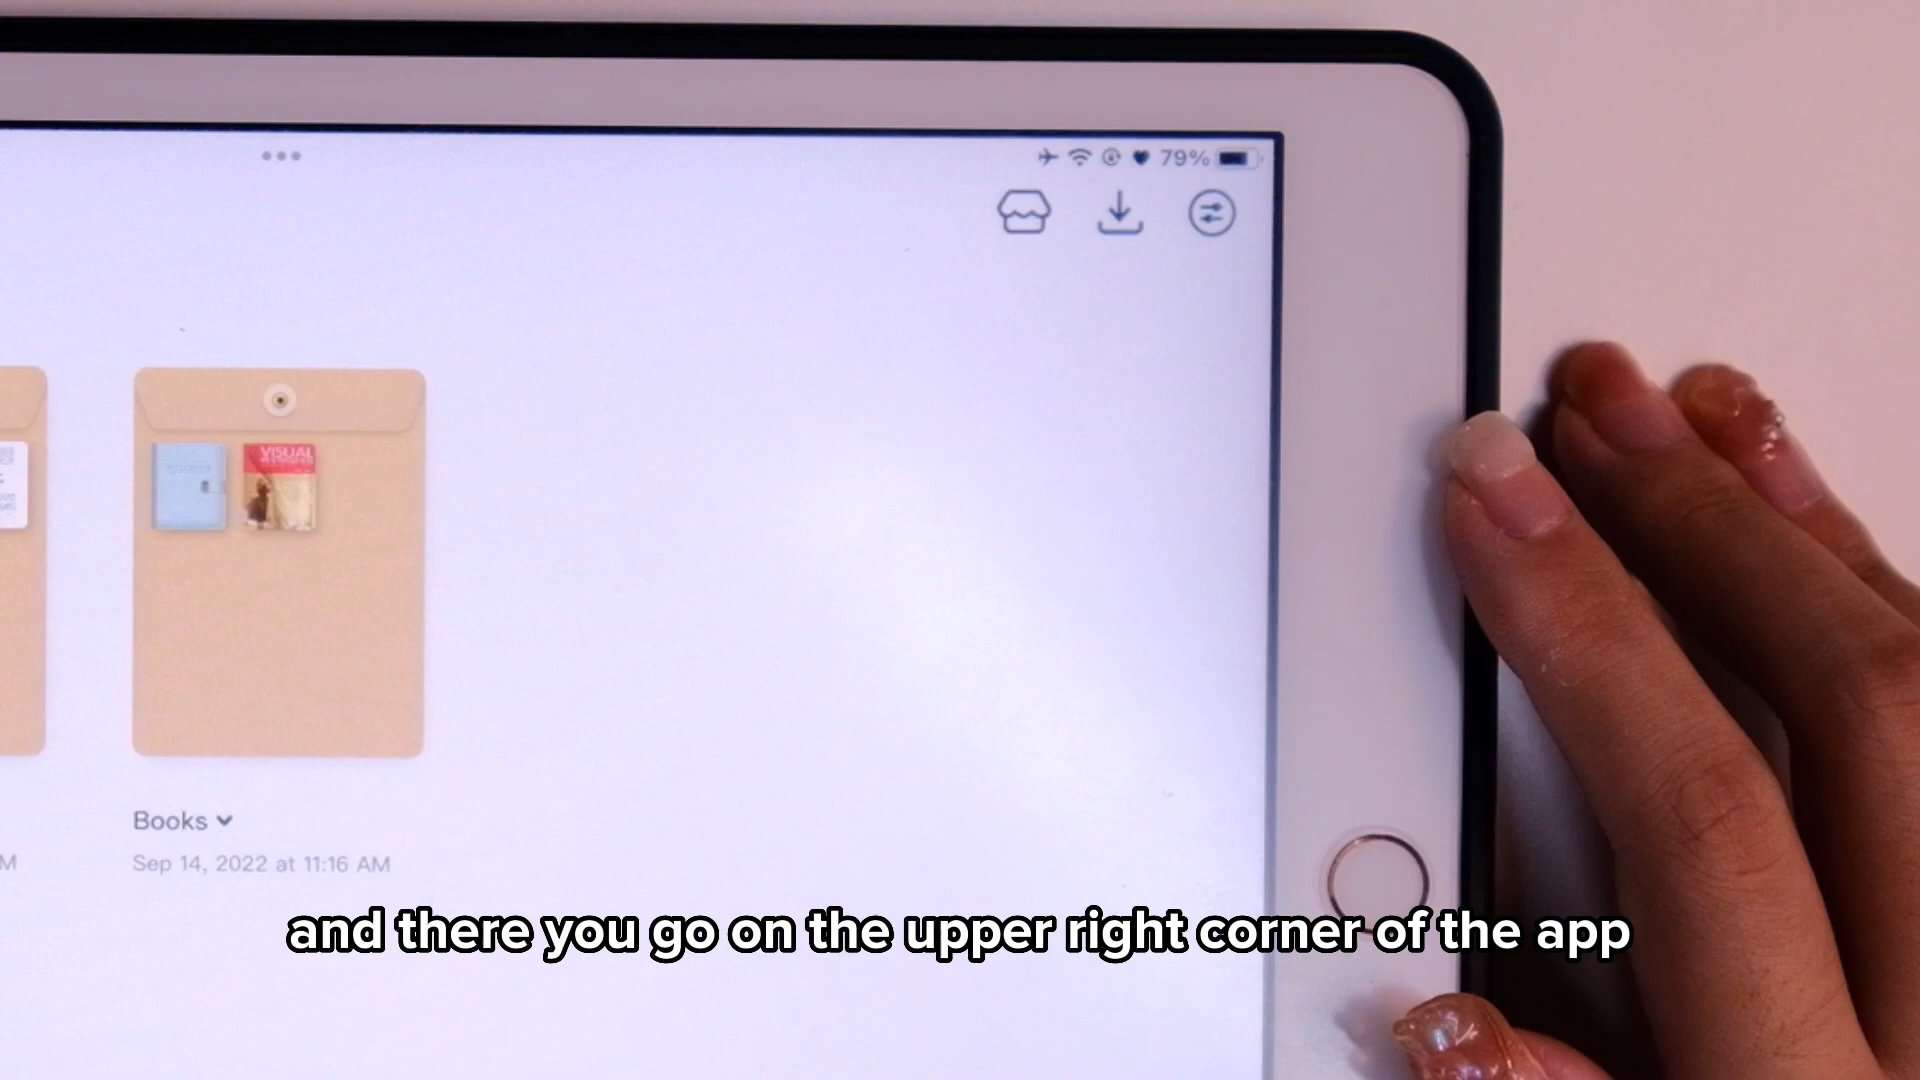 79%
VISUAL
Books
M
Sep 14, 2022 at 11:16 AM
and there you go on the upper right corner of the app